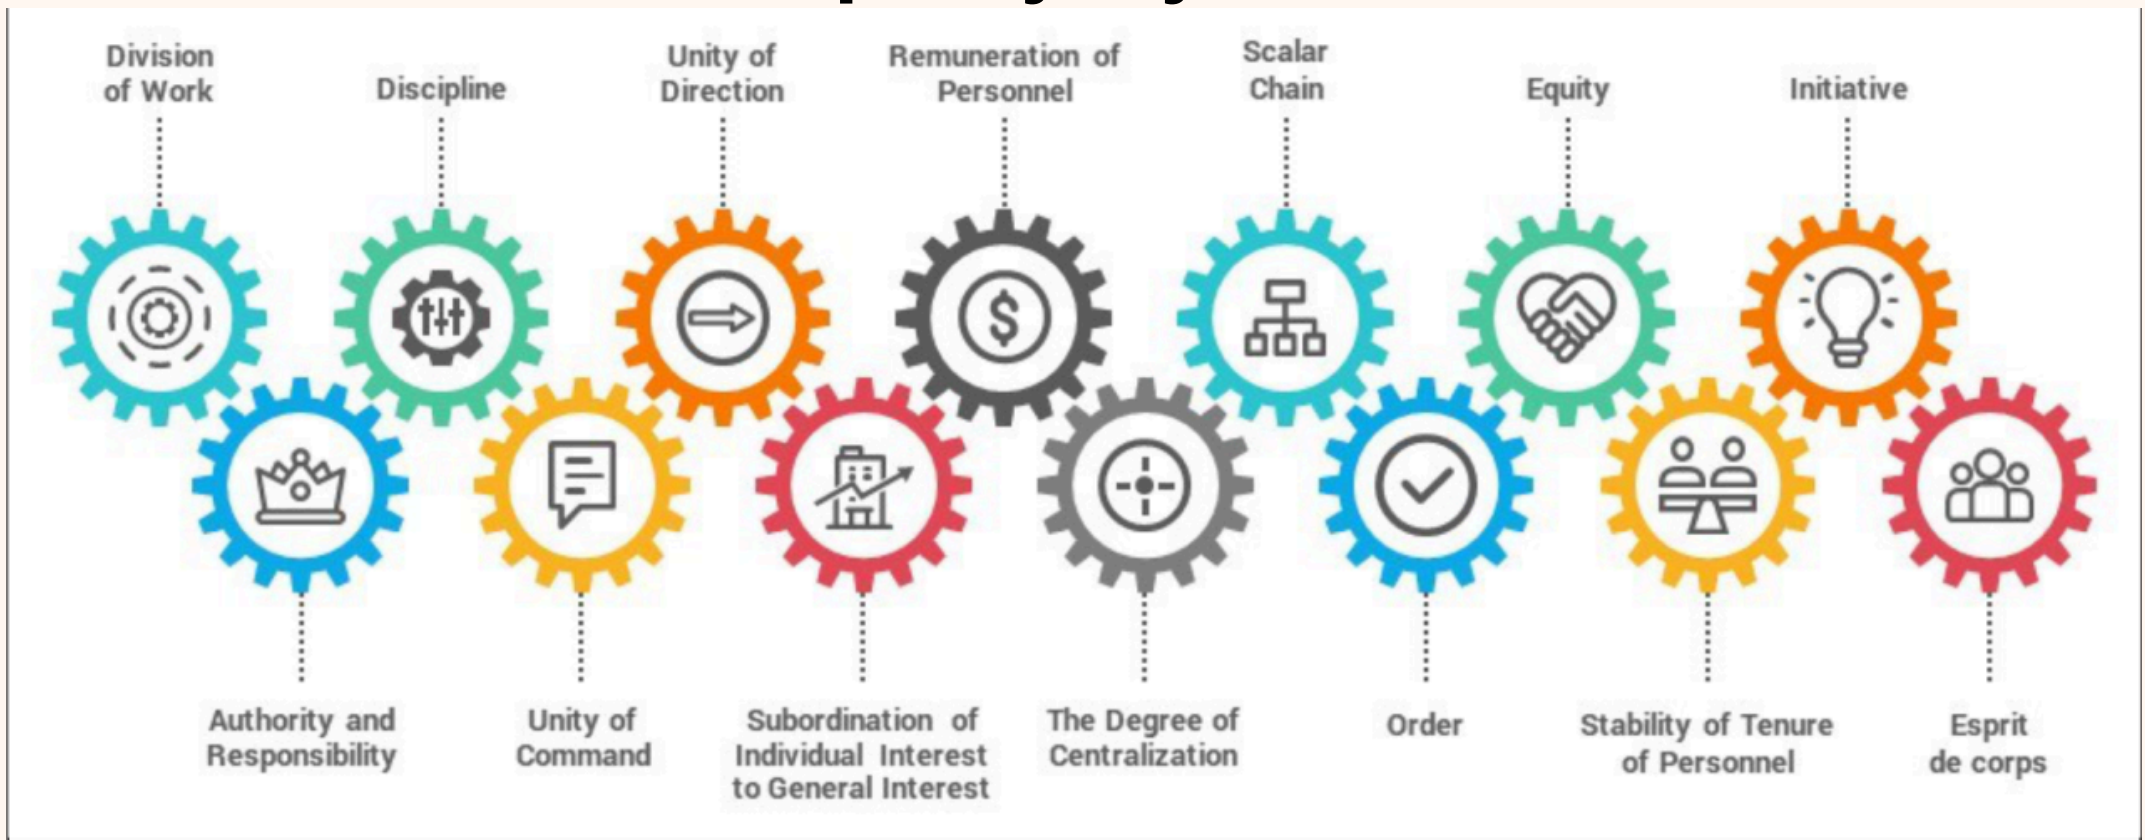 Division
of Work
Discipline
Unity of
Direction
Remuneration of
Personnel
Scalar
Chain
Equity
Initiative
$
Authority and
Responsibility
Unity of
Command
Subordination of
Individual Interest
to General Interest
The Degree of
Centralization
Order
Stability of Tenure
of Personnel
Esprit
de corps